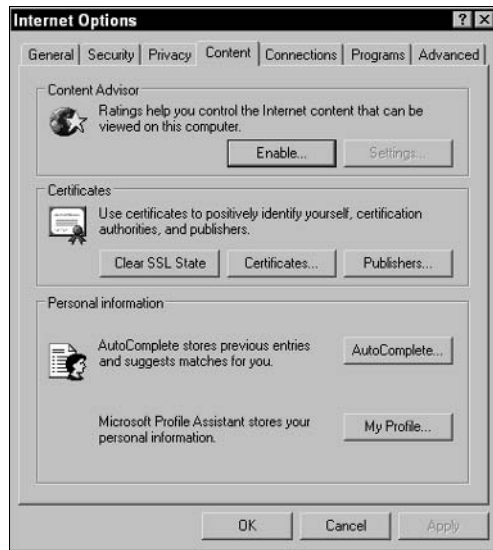 Internet Options ? X
General Security Privacy Content Connections Programs Advanced
Content Advisor
Ratings help you control the Internet content that can be
viewed on this computer.
Enable... Settings...
Certificates
Use certificates to positively identify yourself, certification
authorities, and publishers.
Clear SSL State Certificates... Publishers...
Personal information
AutoComplete stores previous entries
and suggests matches for you.
AutoComplete...
Microsoft Profile Assistant stores your
personal information.
My Profile...
OK Cancel Apply